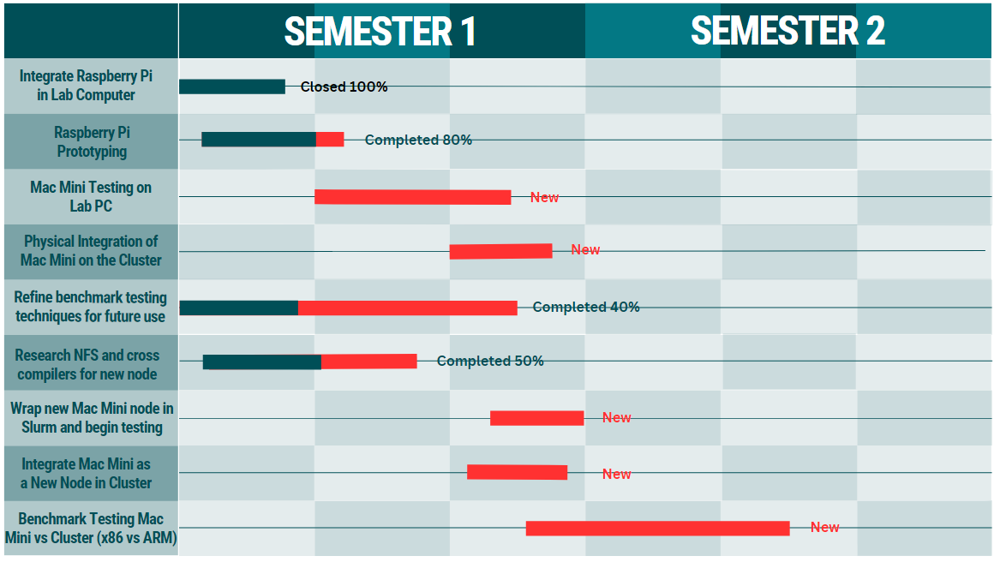 SEMESTER 1
SEMESTER 2
Integrate Raspberry Pi
in Lab Computer
Closed 100%
Raspberry Pi
Prototyping
Completed 80%
Mac Mini Testing on
Lab PC
New
Physical Integration of
Mac Mini on the Cluster
New
Refine benchmark testing
techniques for future use
Completed 40%
Research NFS and cross
compilers for new node
Completed 50%
Wrap new Mac Mini node in
Slurm and begin testing
New
Integrate Mac Mini as
a New Node in Cluster
New
Benchmark Testing Mac
Mini vs Cluster (x86 vs ARM)
New